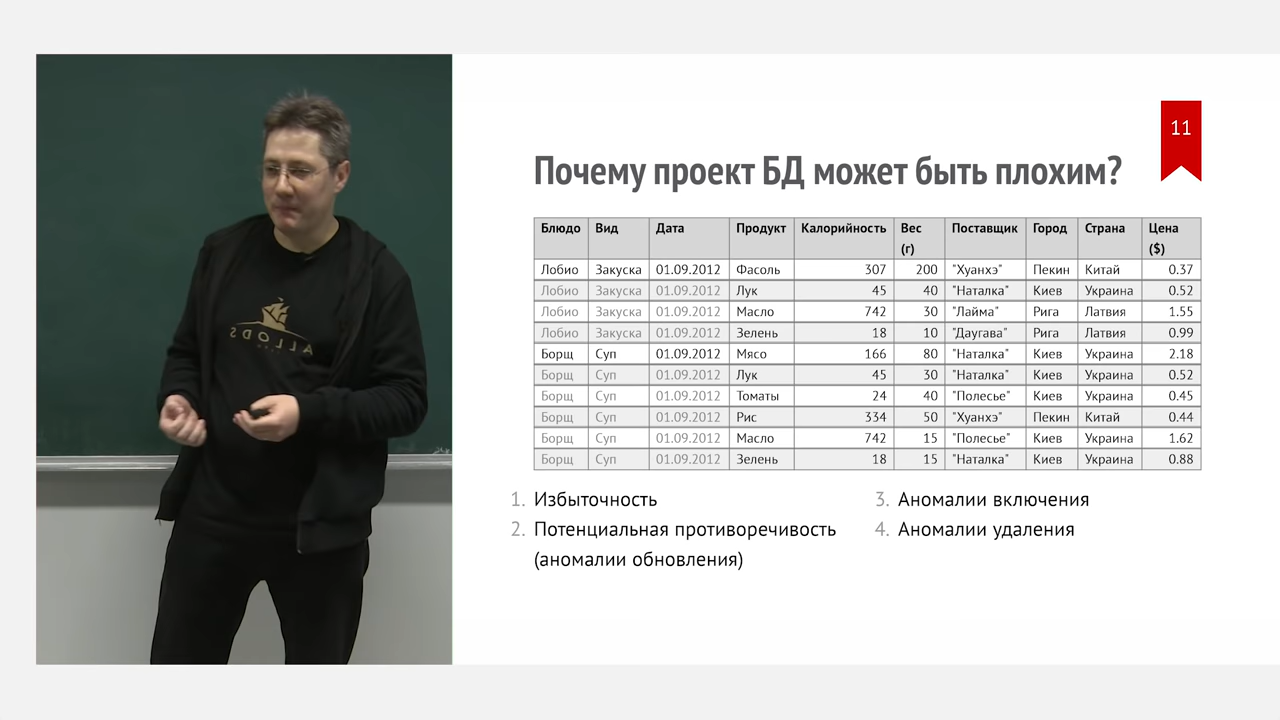 ALLODS
11
Почему проект БД может быть плохим?
Блюдо Вид Дата Продукт Калорийность Вес (г) Поставщик Город Страна Цена ($)
Лобио Закуска 01.09.2012 Фасоль 307 200 "Хуанхэ" Пекин Китай 0.37
Лобио Закуска 01.09.2012 Лук 45 40 "Наталка" Киев Украина 0.52
Лобио Закуска 01.09.2012 Масло 742 30 "Лайма" Рига Латвия 1.55
Лобио Закуска 01.09.2012 Зелень 18 10 "Даугава" Рига Латвия 0.99
Борщ Суп 01.09.2012 Мясо 166 80 "Наталка" Киев Украина 2.18
Борщ Суп 01.09.2012 Лук 45 30 "Наталка" Киев Украина 0.52
Борщ Суп 01.09.2012 Томаты 24 40 "Полесье" Киев Украина 0.45
Борщ Суп 01.09.2012 Рис 334 50 "Хуанхэ" Пекин Китай 0.44
Борщ Суп 01.09.2012 Масло 742 15 "Полесье" Киев Украина 1.62
Борщ Суп 01.09.2012 Зелень 18 15 "Наталка" Киев Украина 0.88
1. Избыточность
2. Потенциальная противоречивость
(аномалии обновления)
3. Аномалии включения
4. Аномалии удаления